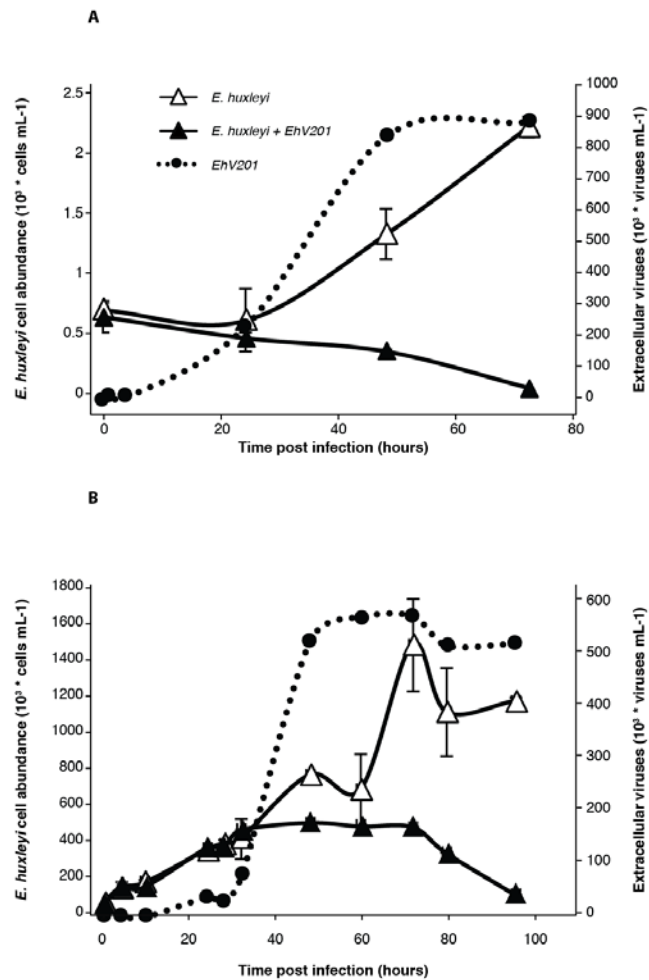 A
E. huxleyi cell abundance (10³ * cells mL-1)
2.5
2
1.5
1
0.5
0
E. huxleyi
E. huxleyi + EhV201
EhV201
1000
900
800
700
600
500
400
300
200
100
0
Extracellular viruses (10³ * viruses mL-1)
0 20 40 60 80
Time post infection (hours)
B
E. huxleyi cell abundance (10³ * cells mL-1)
1800
1600
1400
1200
1000
800
600
400
200
0
600
500
400
300
200
100
0
Extracellular viruses (10³ * viruses mL-1)
0 20 40 60 80 100
Time post infection (hours)